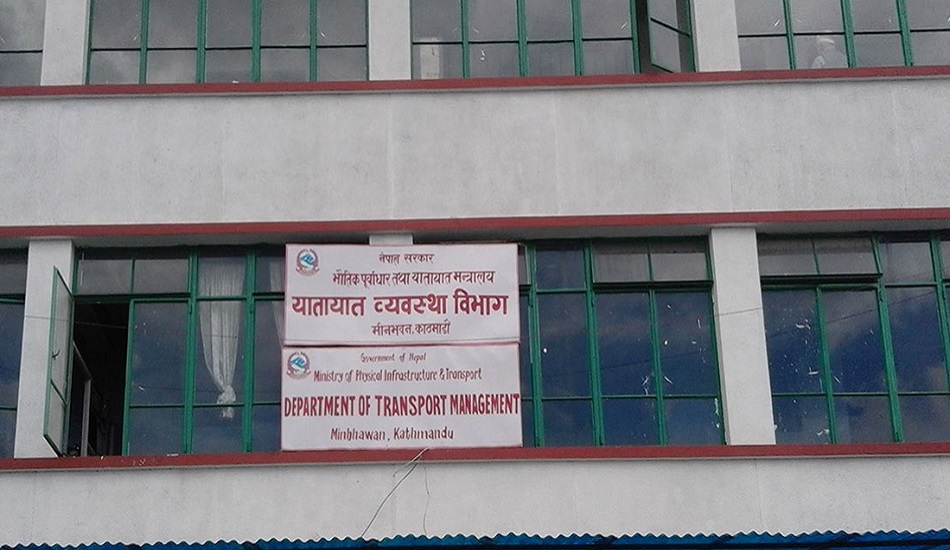 नेपाल सरकार
भौतिक पूर्वाधार तथा यातायात मन्त्रालय
यातायात व्यवस्था विभाग
मीनभवन, काठमाडौं
Government of Nepal
Ministry of Physical Infrastructure & Transport
DEPARTMENT OF TRANSPORT MANAGEMENT
Minbhawan, Kathmandu